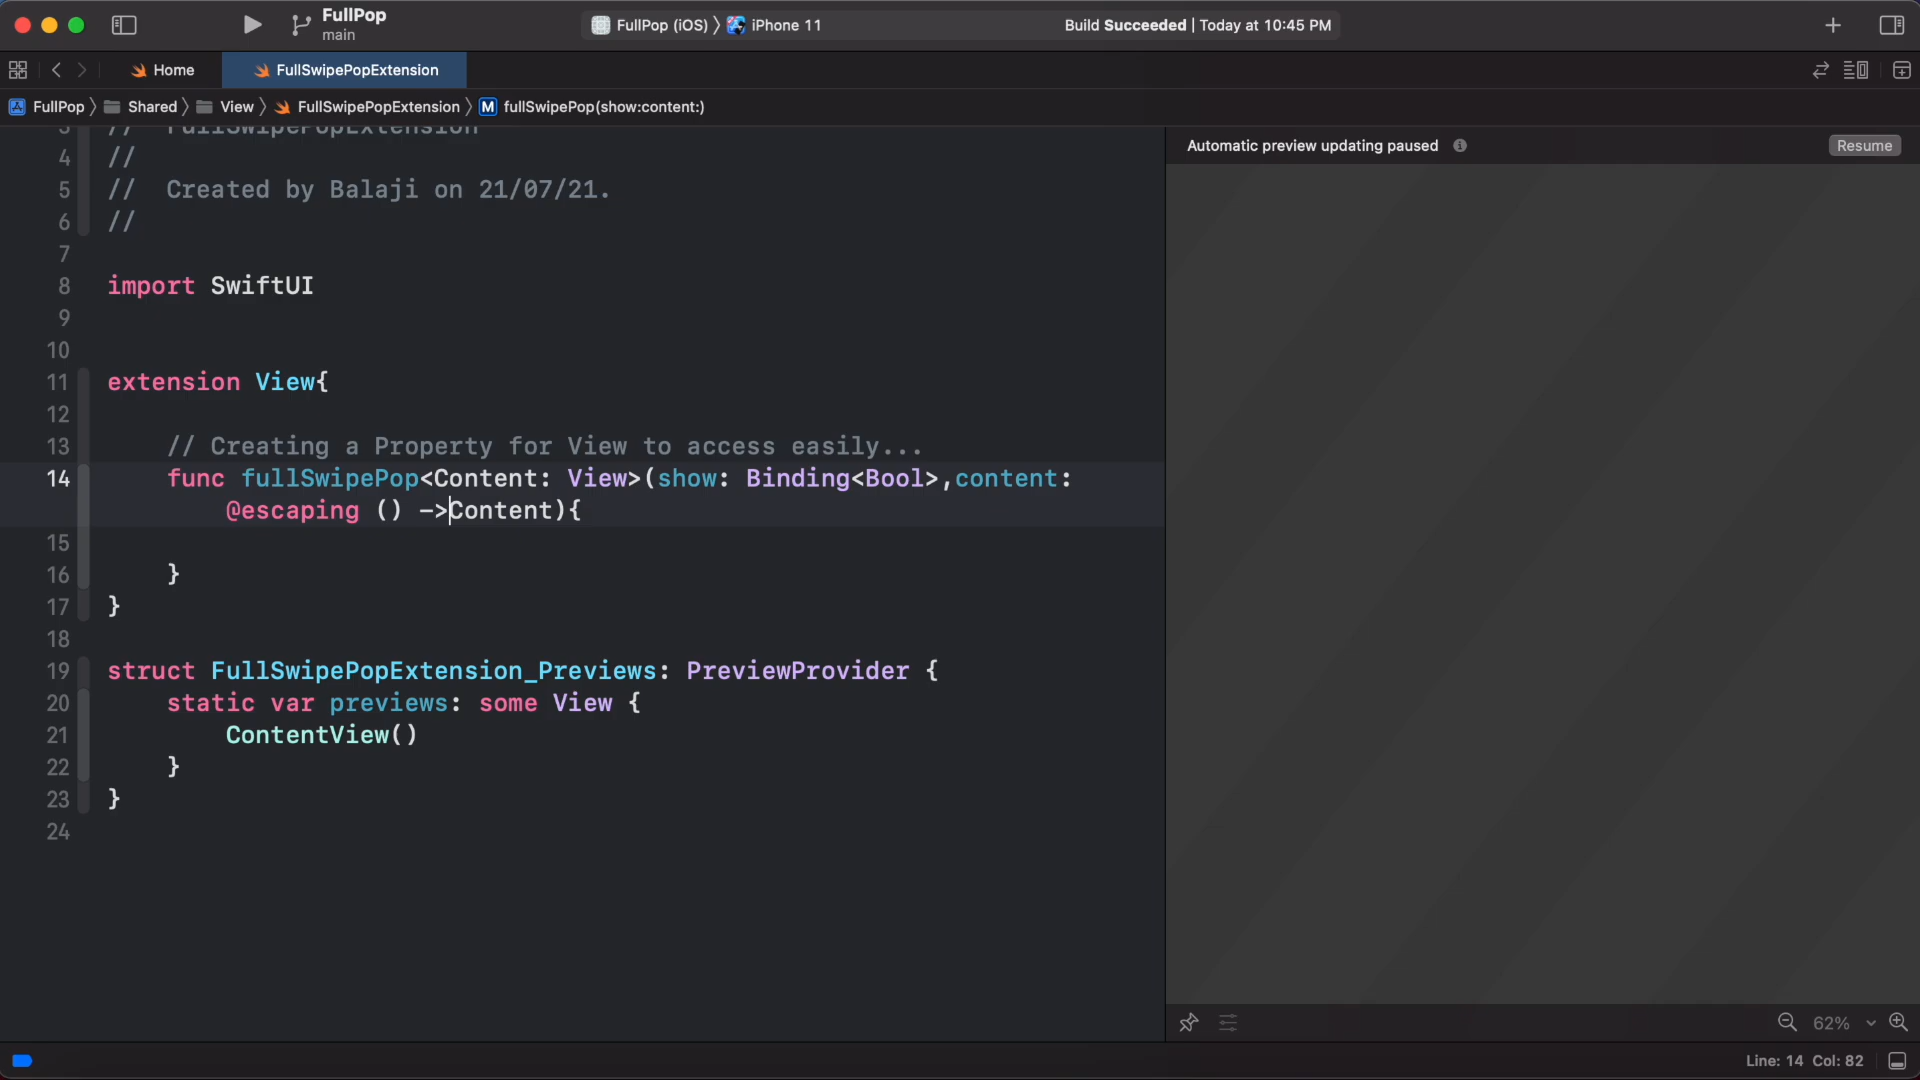 FullPop
main
FullPop (iOS) 〉 iPhone 11
Build Succeeded | Today at 10:45 PM
Home
FullSwipePopExtension
FullPop 〉 Shared 〉 View 〉 FullSwipePopExtension 〉 M fullSwipePop(show:content:)
3 // FullSwipePopExtension
4 //
5 // Created by Balaji on 21/07/21.
6 //
7
8 import SwiftUI
9
10
11 extension View{
12
13 // Creating a Property for View to access easily...
14 func fullSwipePop<Content: View>(show: Binding<Bool>,content:
@escaping () ->Content){
15
16 }
17 }
18
19 struct FullSwipePopExtension_Previews: PreviewProvider {
20 static var previews: some View {
21 ContentView()
22 }
23 }
24
Automatic preview updating paused
Resume
62%
Line: 14 Col: 82